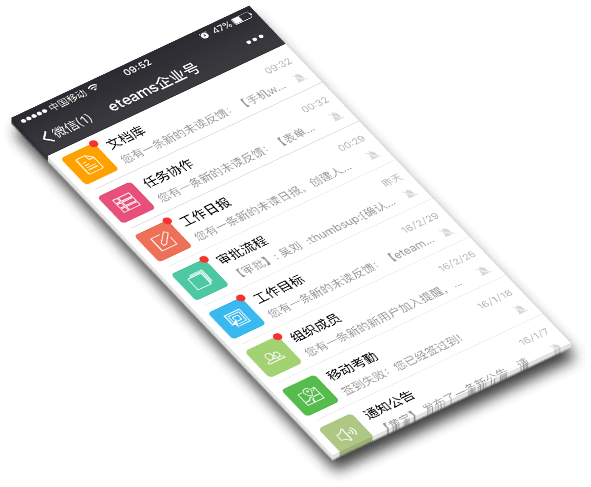 中国移动 09:52 47%
微信(1) eteams企业号
文档库 09:32
您有一条新的未读反馈：【手机w...
任务协作 00:32
您有一条新的未读反馈：【表单...
工作日报 00:29
您有一条新的未读日报，创建人...
审批流程 昨天
【审批】: 吴刘 :thumbsup:[确认...
工作目标 16/2/29
您有一条新的未读反馈：【eteam...
组织成员 16/2/25
您有一条新的新用户加入提醒，...
移动考勤 16/1/18
签到失败：您已经签过到!
通知公告 16/1/7
发布了一条新公告，请